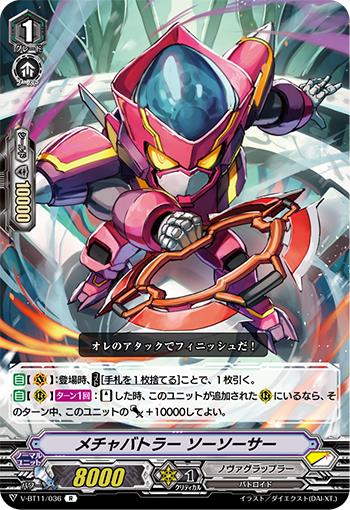 1
グレード
ブースト
シールド
10000
オレのアタックでフィニッシュだ!
自【R】:登場時、[手札を1枚捨てる]ことで、1枚引く。
自【R】ターン1回:した時、このユニットが追加されたRにいるなら、そ
のターン中、このユニットの+10000してよい。
メチャバトラー ソーソーサー
ノーマル
ユニット
パワー
8000
1
クリティカル
ノヴァグラップラー
バトロイド
V-BT11/036 R
イラスト/ダイエクスト(DAI-XT.)